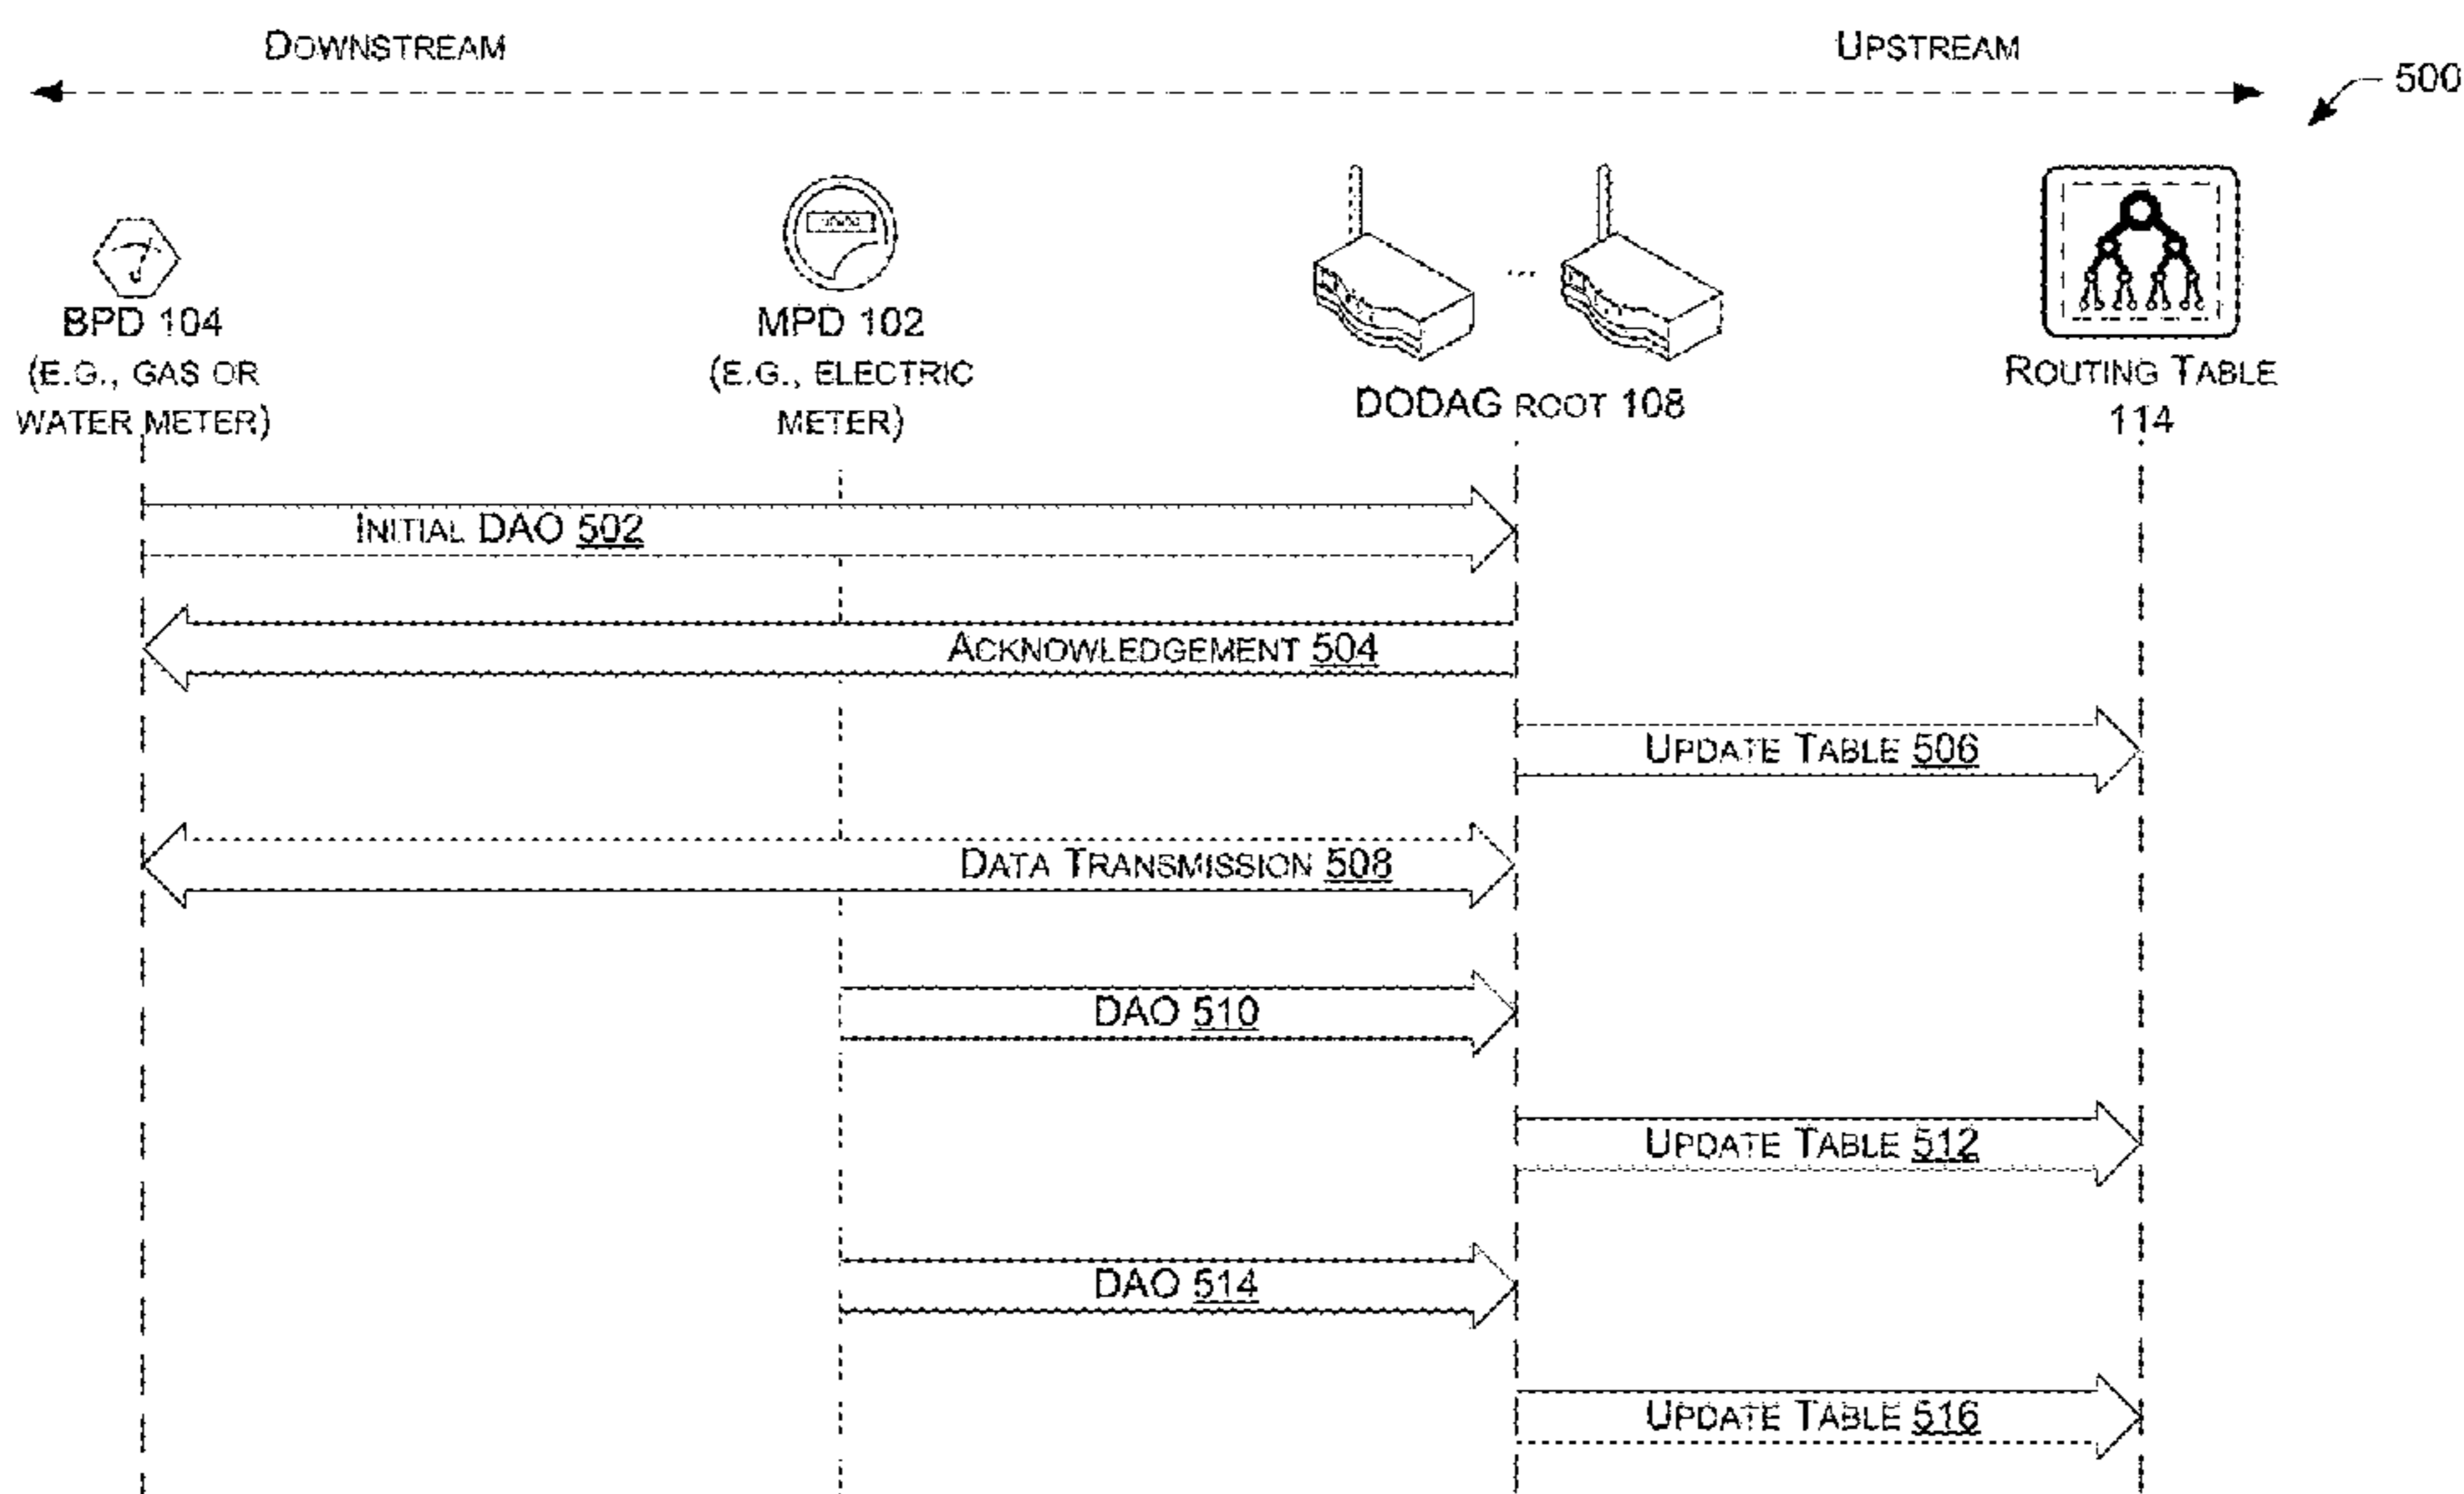 DOWNSTREAM
UPSTREAM
500
BPD 104
(E.G., GAS OR
WATER METER)
MPD 102
(E.G., ELECTRIC
METER)
DODAG ROOT 108
ROUTING TABLE
114
INITIAL DAO 502
ACKNOWLEDGEMENT 504
UPDATE TABLE 506
DATA TRANSMISSION 508
DAO 510
UPDATE TABLE 512
DAO 514
UPDATE TABLE 516